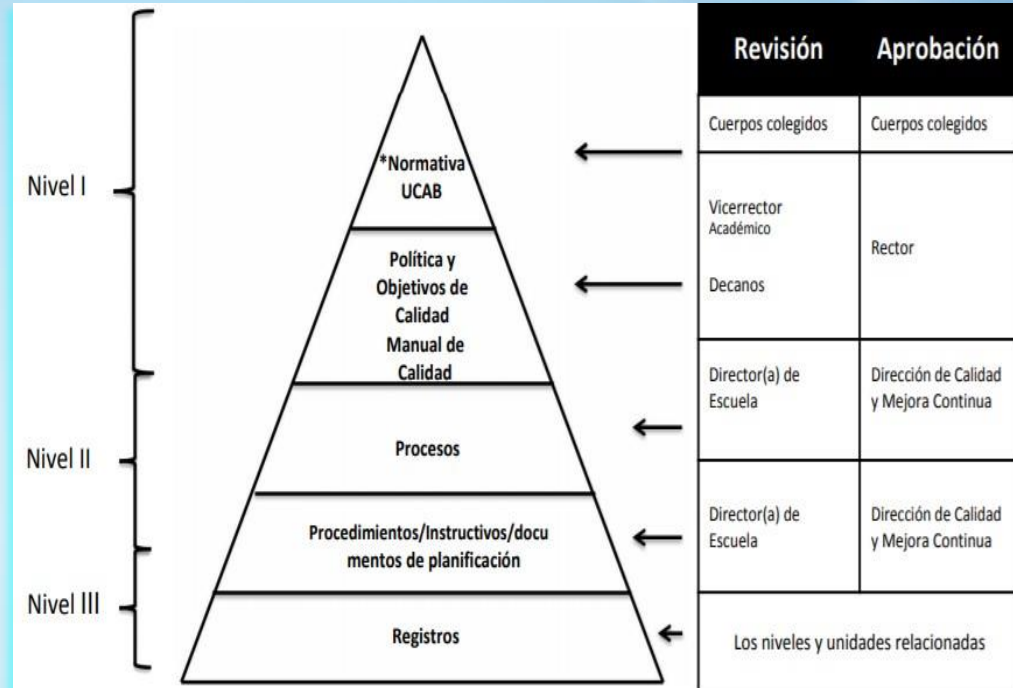 Nivel I
Nivel II
Nivel III
*Normativa
UCAB
Política y
Objetivos de
Calidad
Manual de
Calidad
Procesos
Procedimientos/Instructivos/docu
mentos de planificación
Registros
Revisión Aprobación
Cuerpos colegidos Cuerpos colegidos
Vicerrector
Académico
Decanos
Rector
Director(a) de
Escuela
Dirección de Calidad
y Mejora Continua
Director(a) de
Escuela
Dirección de Calidad
y Mejora Continua
Los niveles y unidades relacionadas